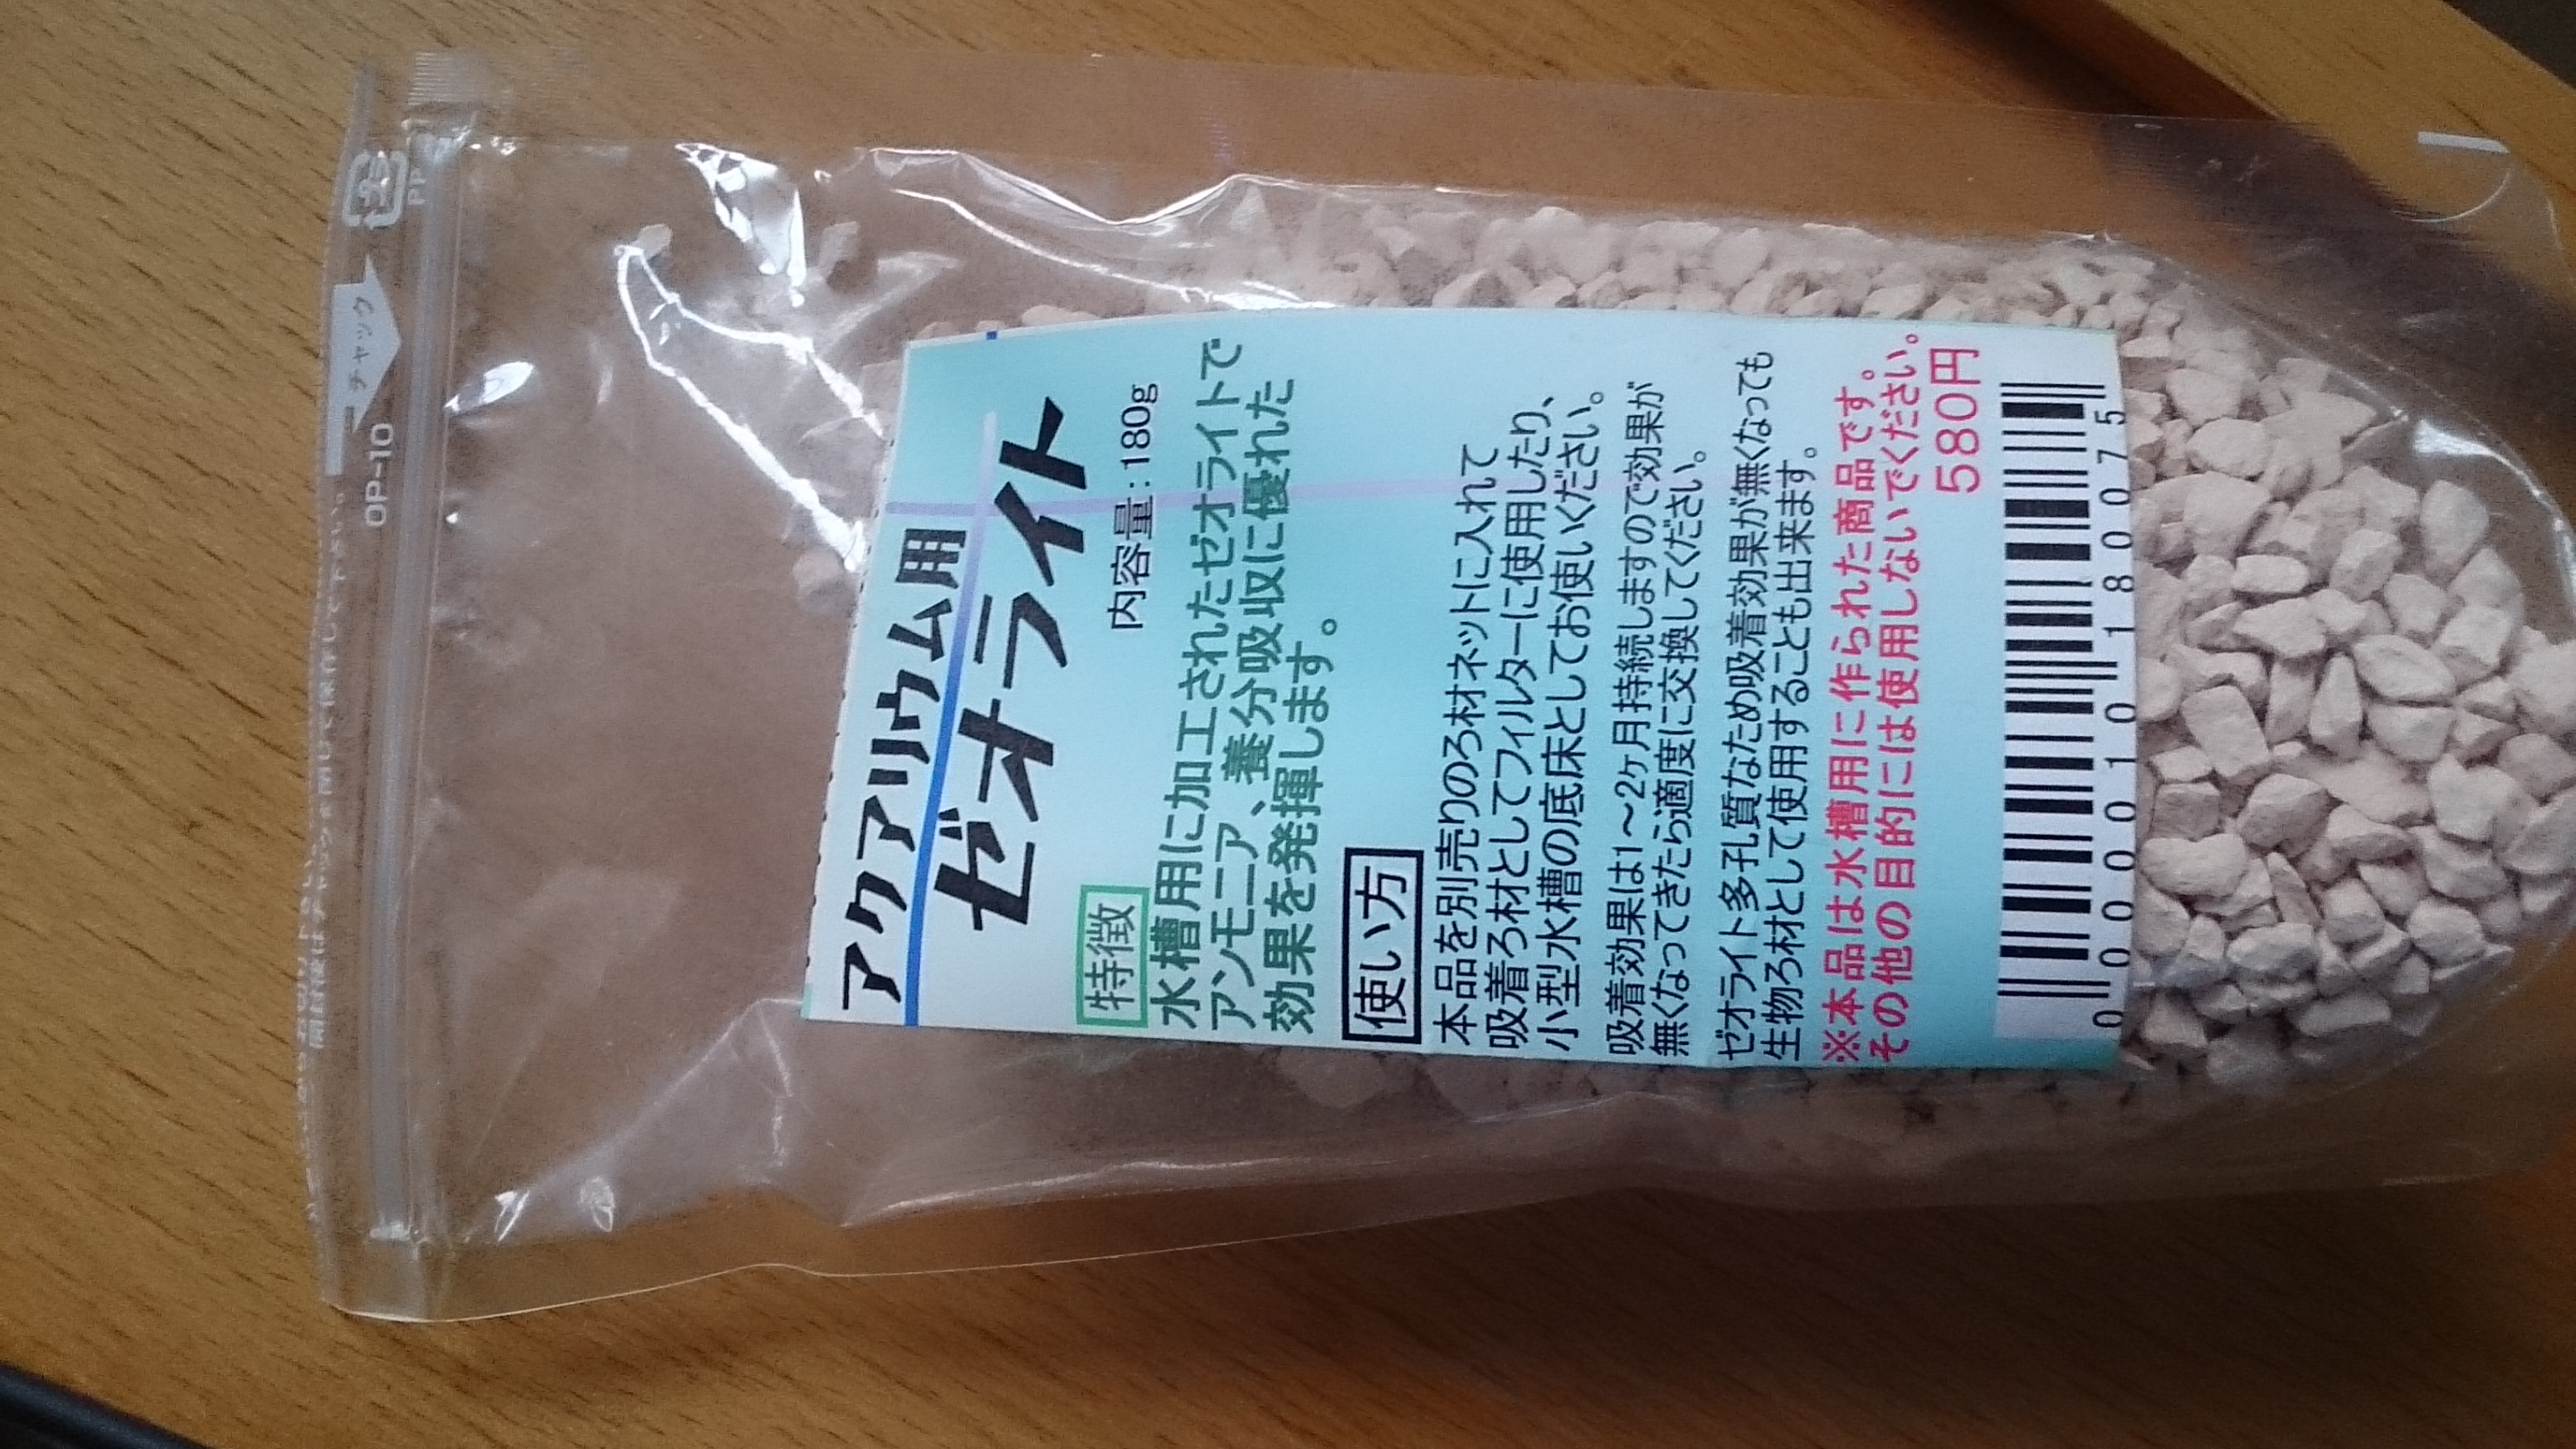 チャック
OP-10
PP
アクアリウム用
ゼオライト
内容量:180g
特徴
水槽用に加工されたゼオライトで
アンモニア、養分吸収に優れた
効果を発揮します。
使い方
本品を別売りのろ材ネットに入れて
吸着ろ材としてフィルターに使用したり、
小型水槽の底床としてお使いください。
吸着効果は1〜2ヶ月持続しますので効果が
無くなってきたら適度に交換してください。
ゼオライト多孔質なため吸着効果が無くなっても
生物ろ材として使用することも出来ます。
※本品は水槽用に作られた商品です。
その他の目的には使用しないでください。
580円
0000010180075